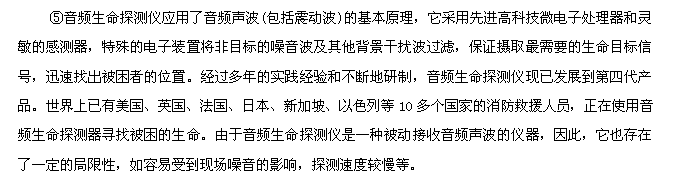 ⑤音频生命探测仪应用了音频声波(包括震动波)的基本原理，它采用先进高科技微电子处理器和灵
敏的感测器，特殊的电子装置将非目标的噪音波及其他背景干扰波过滤，保证摄取最需要的生命目标信
号，迅速找出被困者的位置。经过多年的实践经验和不断地研制，音频生命探测仪现已发展到第四代产
品。世界上已有美国、英国、法国、日本、新加坡、以色列等 10 多个国家的消防救援人员，正在使用音
频生命探测器寻找被困的生命。由于音频生命探测仪是一种被动接收音频声波的仪器，因此，它也存在
了一定的局限性，如容易受到现场噪音的影响，探测速度较慢等。